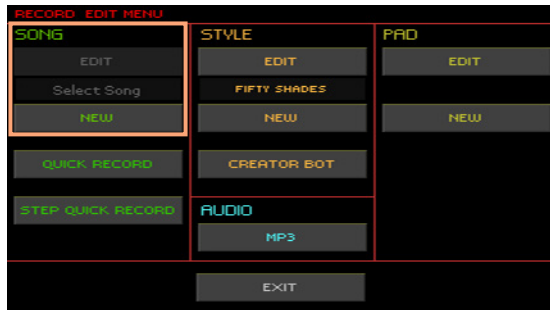 RECORD EDIT MENU
SONG
EDIT
Select Song
NEW
QUICK RECORD
STEP QUICK RECORD
STYLE
EDIT
FIFTY SHADES
NEW
CREATOR BOT
AUDIO
MP3
PAD
EDIT
NEW
EXIT